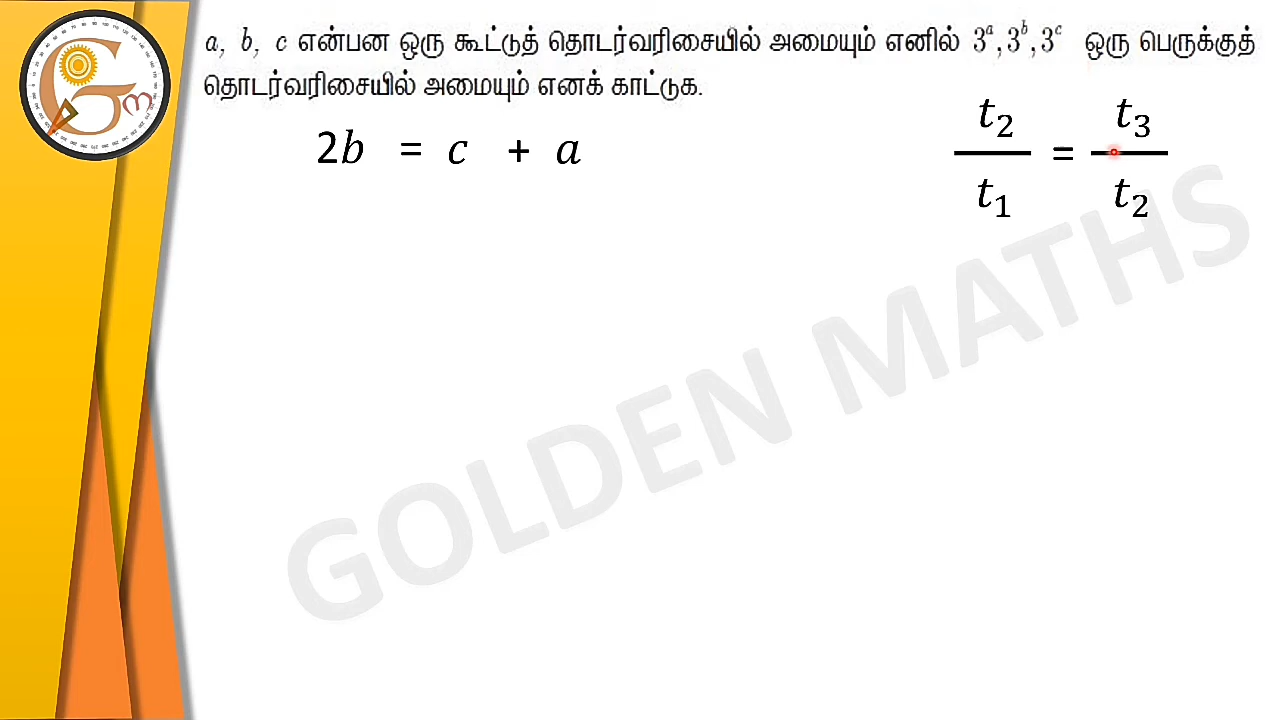 a, b, c என்பன ஒரு கூட்டுத் தொடர்வரிசையில் அமையும் எனில் 3^a, 3^b, 3^c ஒரு பெருக்குத்
தொடர்வரிசையில் அமையும் எனக் காட்டுக.
2b = c + a
t₂/t₁ = t₃/t₂
GOLDEN MATHS